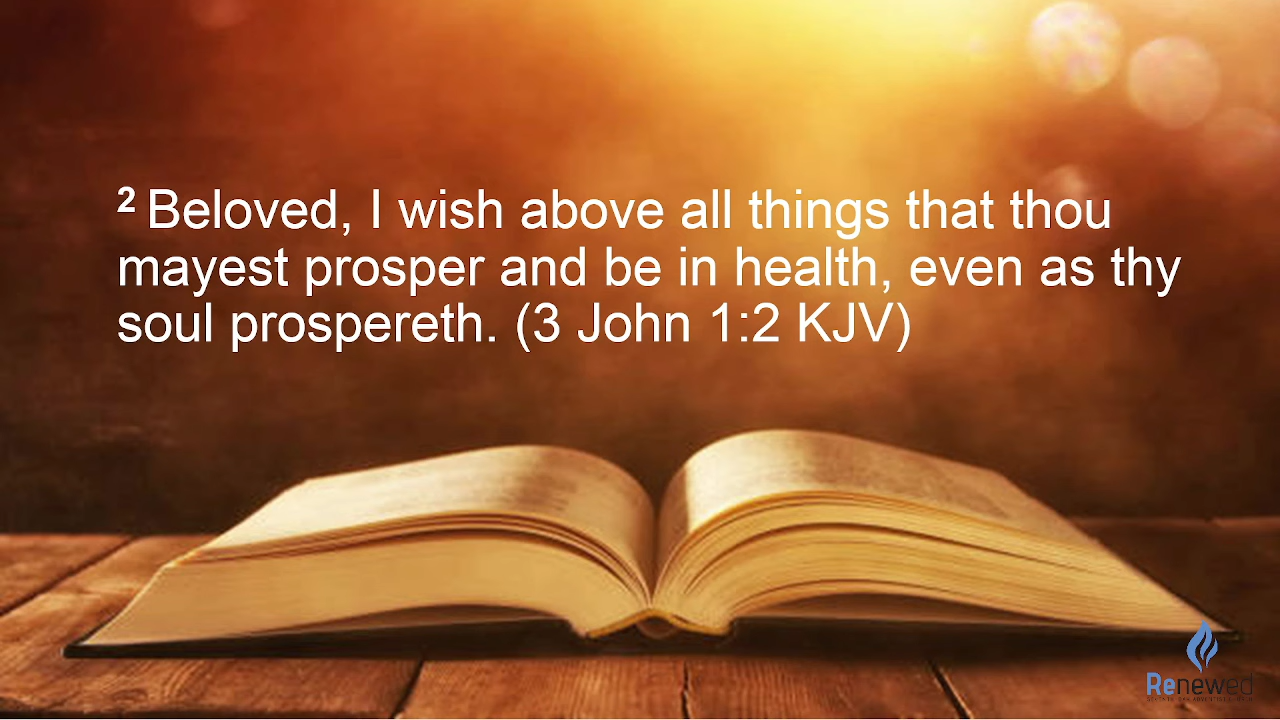 2 Beloved, I wish above all things that thou
mayest prosper and be in health, even as thy
soul prospereth. (3 John 1:2 KJV)
Renewed